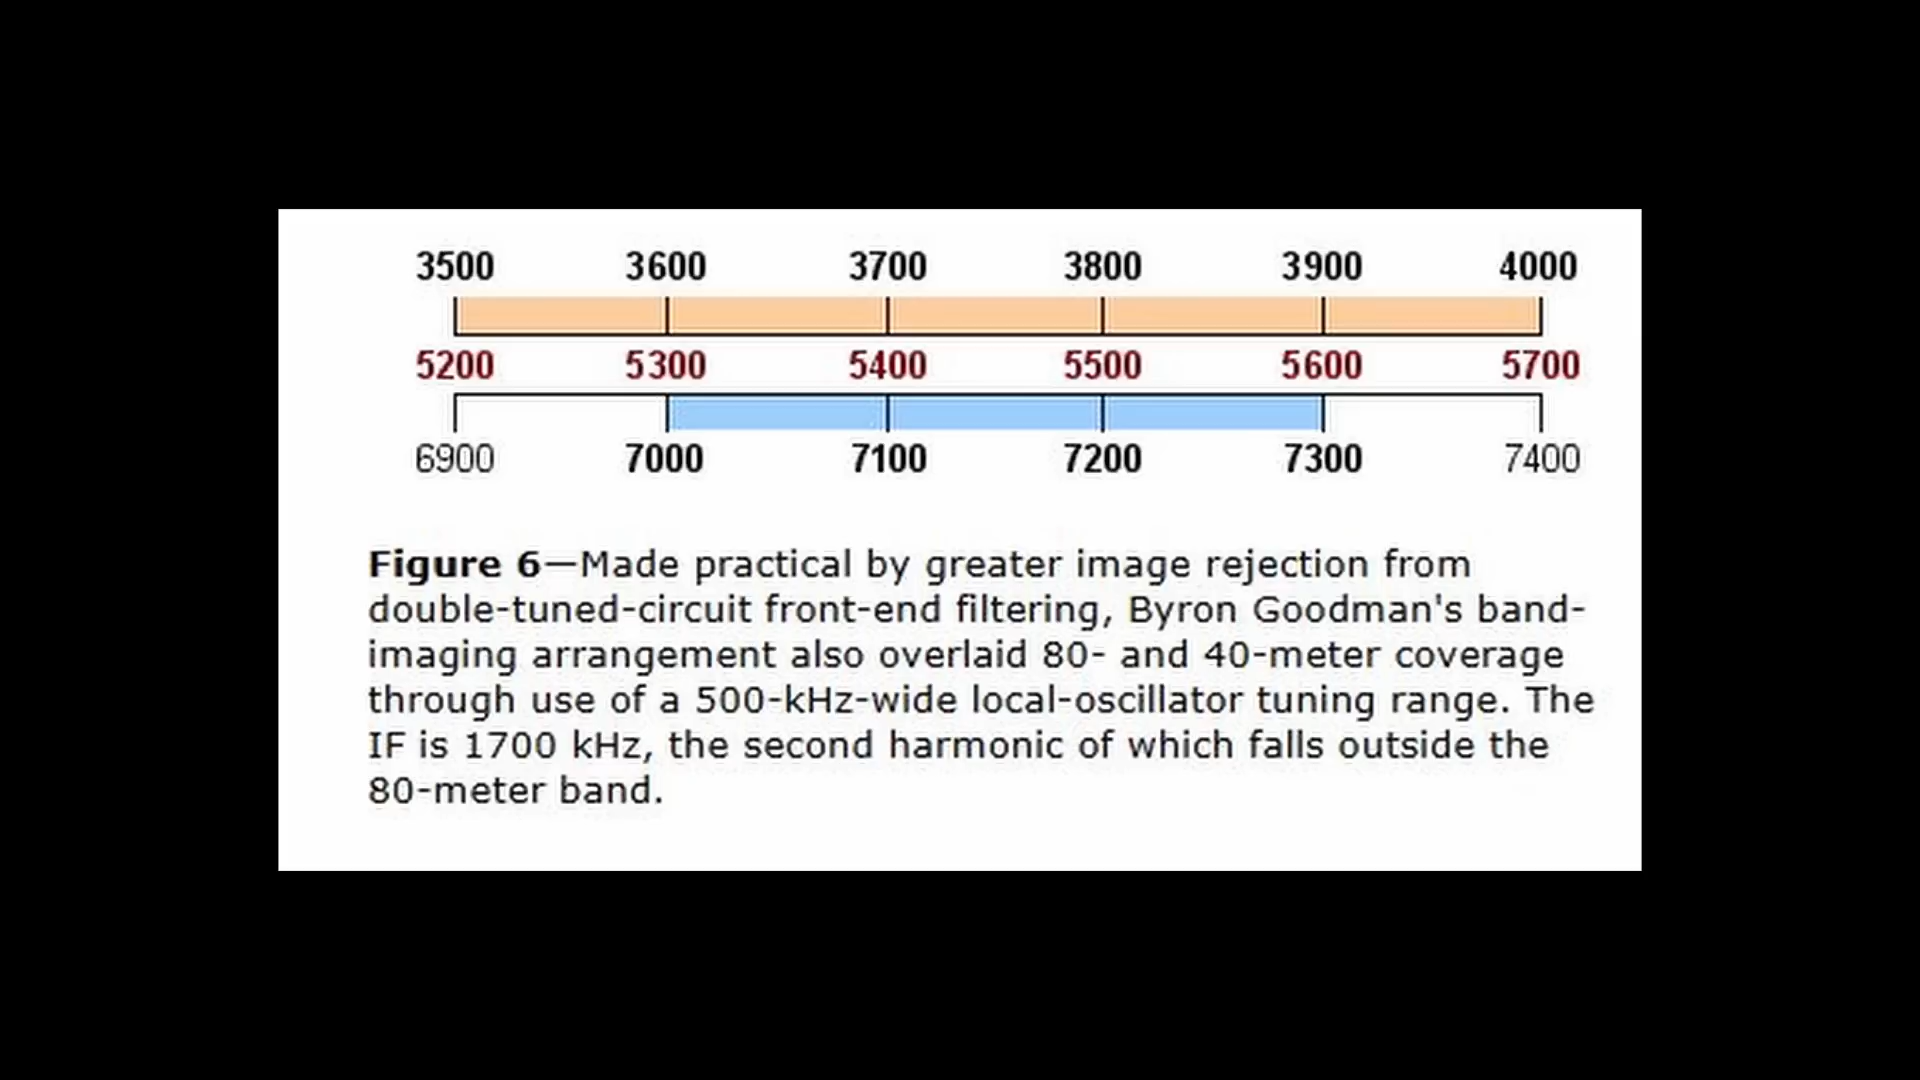 3500 3600 3700 3800 3900 4000
5200 5300 5400 5500 5600 5700
6900 7000 7100 7200 7300 7400
Figure 6—Made practical by greater image rejection from
double-tuned-circuit front-end filtering, Byron Goodman's band-
imaging arrangement also overlaid 80- and 40-meter coverage
through use of a 500-kHz-wide local-oscillator tuning range. The
IF is 1700 kHz, the second harmonic of which falls outside the
80-meter band.